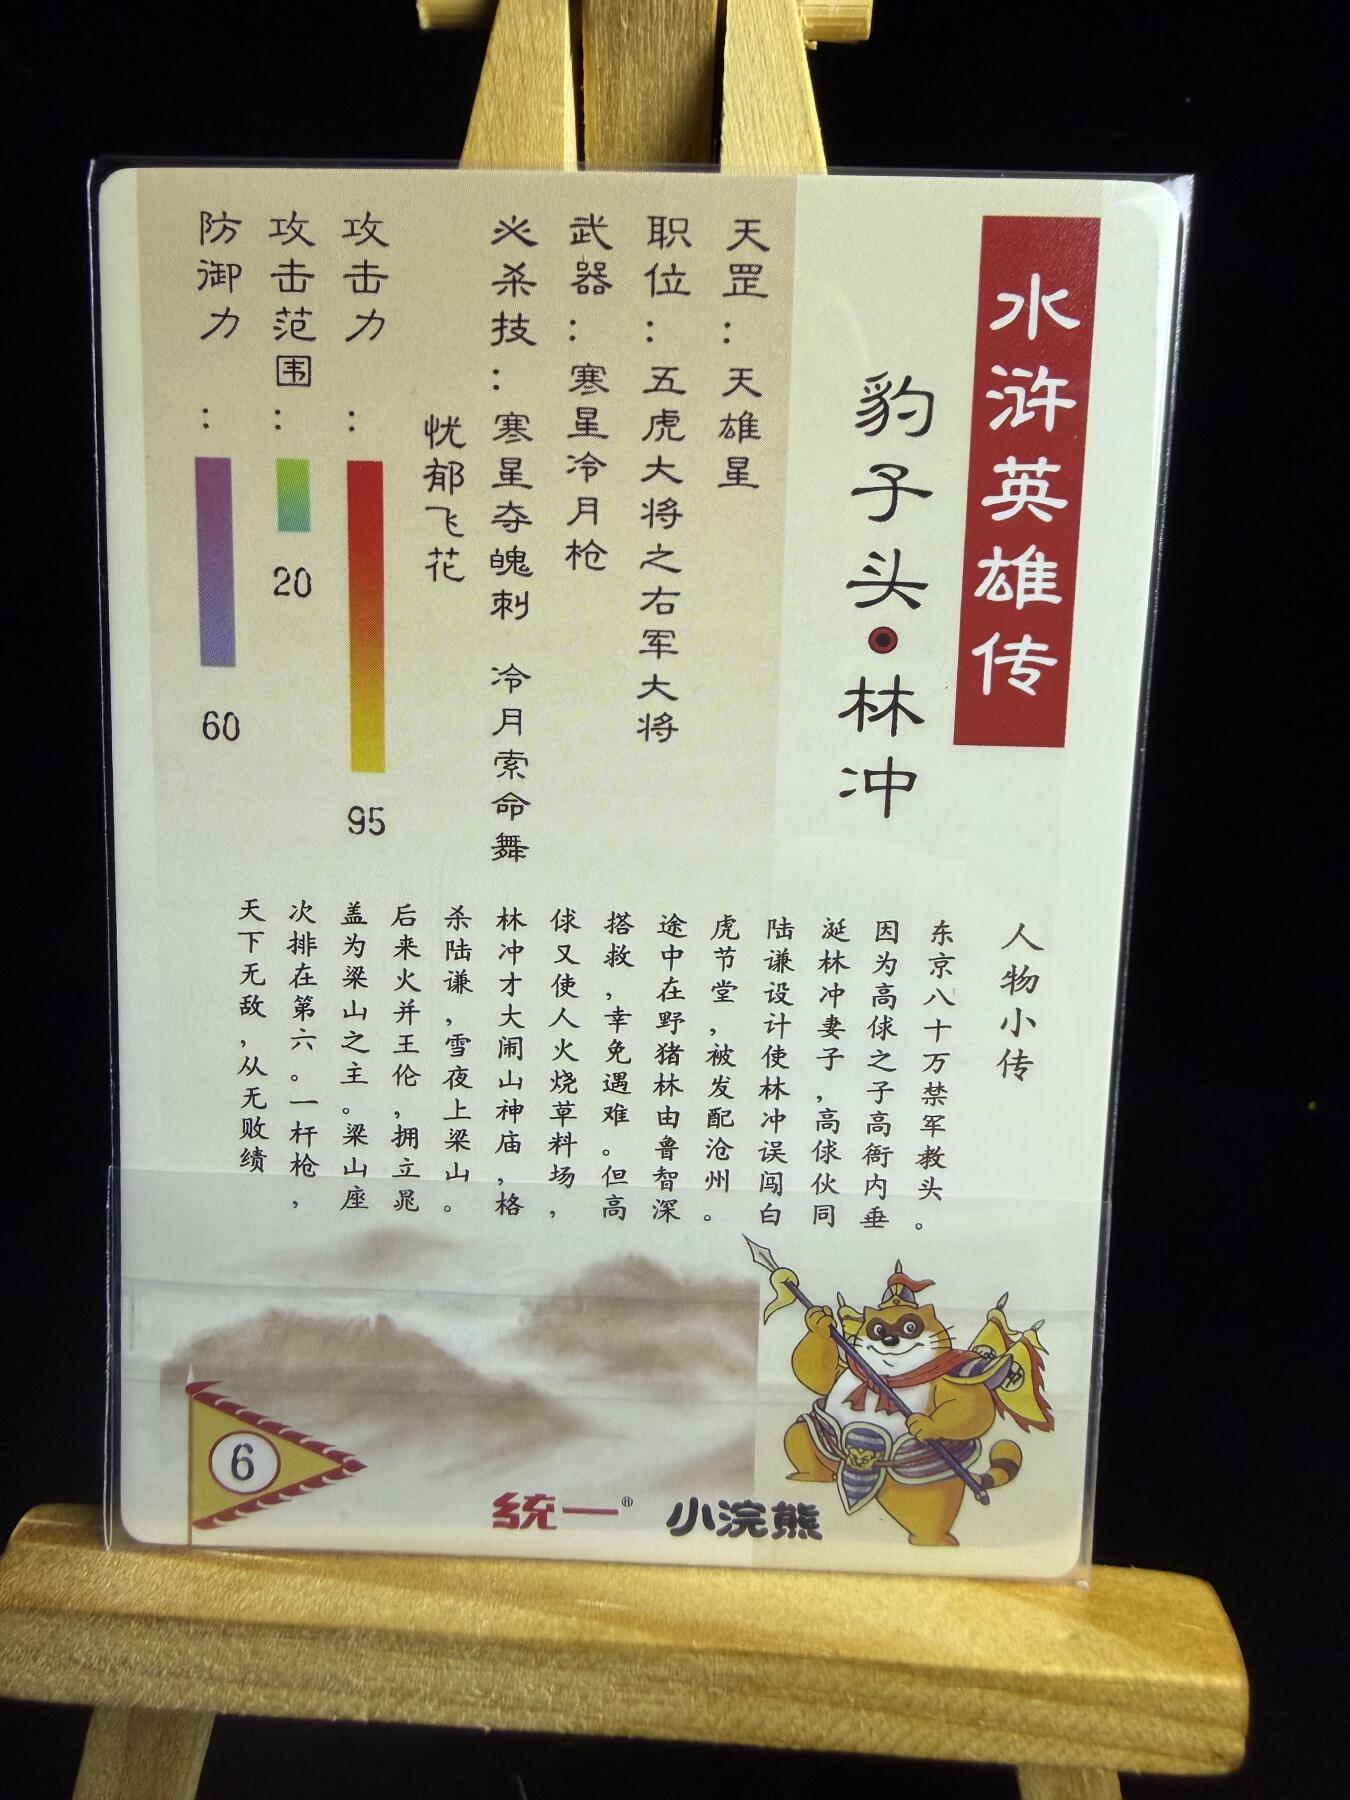 水浒英雄传
豹子头·林冲
天罡：天雄星
职位：五虎大将之右军大将
武器：寒星冷月枪
必杀技：寒星夺魄刺 冷月索命舞
忧郁飞花
攻击力：95
攻击范围：20
防御力：60
人物小传
东京八十万禁军教头。
因为高俅之子高衙内垂
涎林冲妻子，高俅伙同
陆谦设计使林冲误闯白
虎节堂，被发配沧州。
途中在野猪林由鲁智深
搭救，幸免遇难。但高
俅又使人火烧草料场，
林冲才大闹山神庙，格
杀陆谦，雪夜上梁山。
后来火并王伦，拥立晁
盖为梁山之主。梁山座
次排在第六。一杆枪，
天下无敌，从无败绩
6
统一®
小浣熊